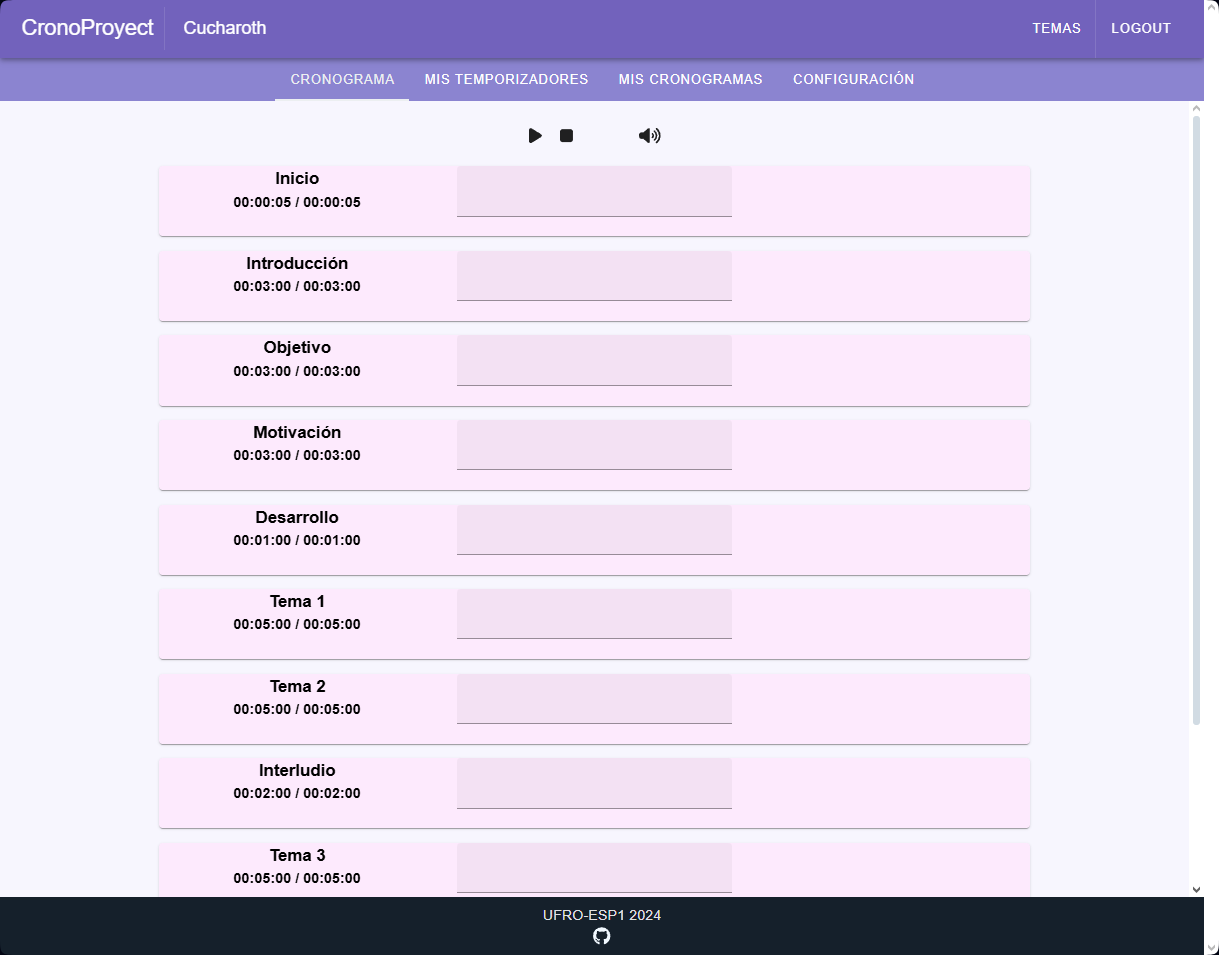 CronoProyect
Cucharoth
TEMAS
LOGOUT
CRONOGRAMA
MIS TEMPORIZADORES
MIS CRONOGRAMAS
CONFIGURACIÓN
Inicio
00:00:05 / 00:00:05
Introducción
00:03:00 / 00:03:00
Objetivo
00:03:00 / 00:03:00
Motivación
00:03:00 / 00:03:00
Desarrollo
00:01:00 / 00:01:00
Tema 1
00:05:00 / 00:05:00
Tema 2
00:05:00 / 00:05:00
Interludio
00:02:00 / 00:02:00
Tema 3
00:05:00 / 00:05:00
UFRO-ESP1 2024